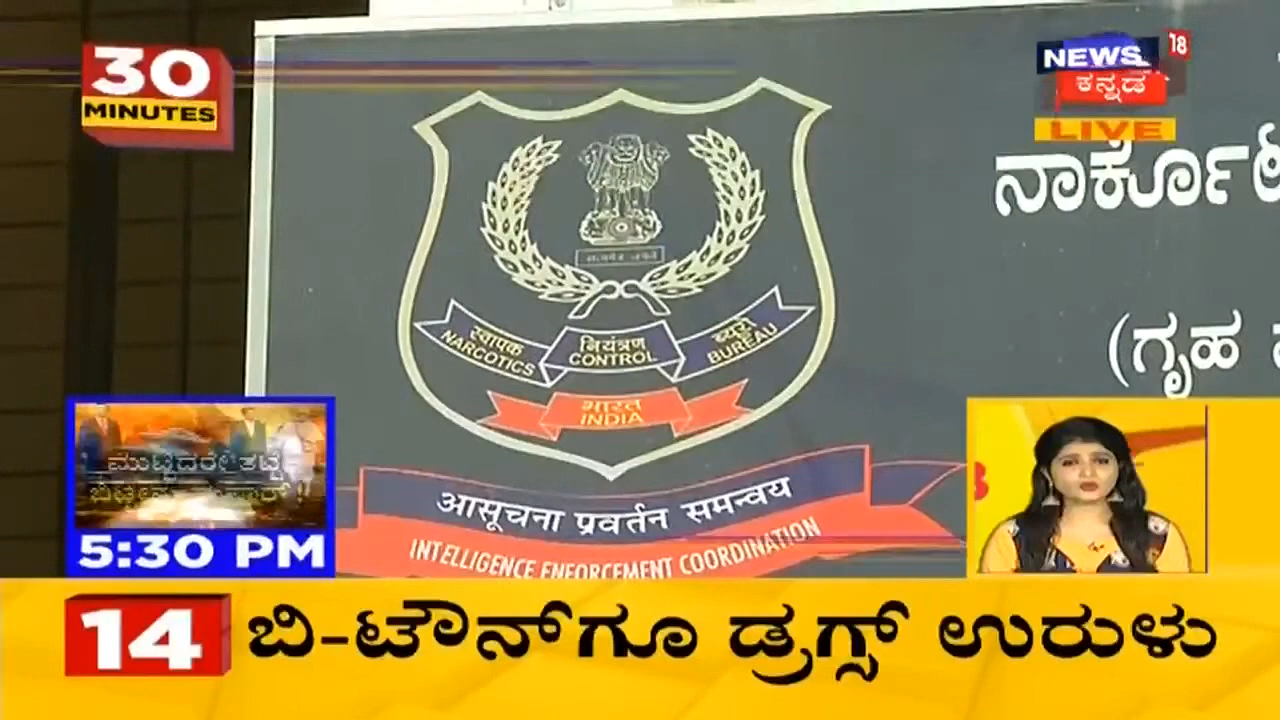 30
MINUTES
NEWS 18
ಕನ್ನಡ
LIVE
ನಾರ್ಕೊಟ
(ಗೃಹ
स्वापक नियंत्रण ब्यूरो
NARCOTICS CONTROL BUREAU
भारत
INDIA
आसूचना प्रवर्तन समन्वय
INTELLIGENCE ENFORCEMENT COORDINATION
5:30 PM
14 ಬಿ-ಟೌನ್‌ಗೂ ಡ್ರಗ್ಸ್ ಉರುಳು